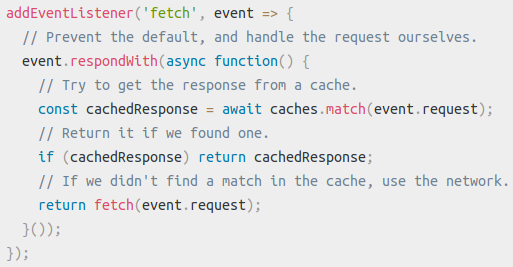 addEventListener('fetch', event => {
  // Prevent the default, and handle the request ourselves.
  event.respondWith(async function() {
    // Try to get the response from a cache.
    const cachedResponse = await caches.match(event.request);
    // Return it if we found one.
    if (cachedResponse) return cachedResponse;
    // If we didn't find a match in the cache, use the network.
    return fetch(event.request);
  }());
});